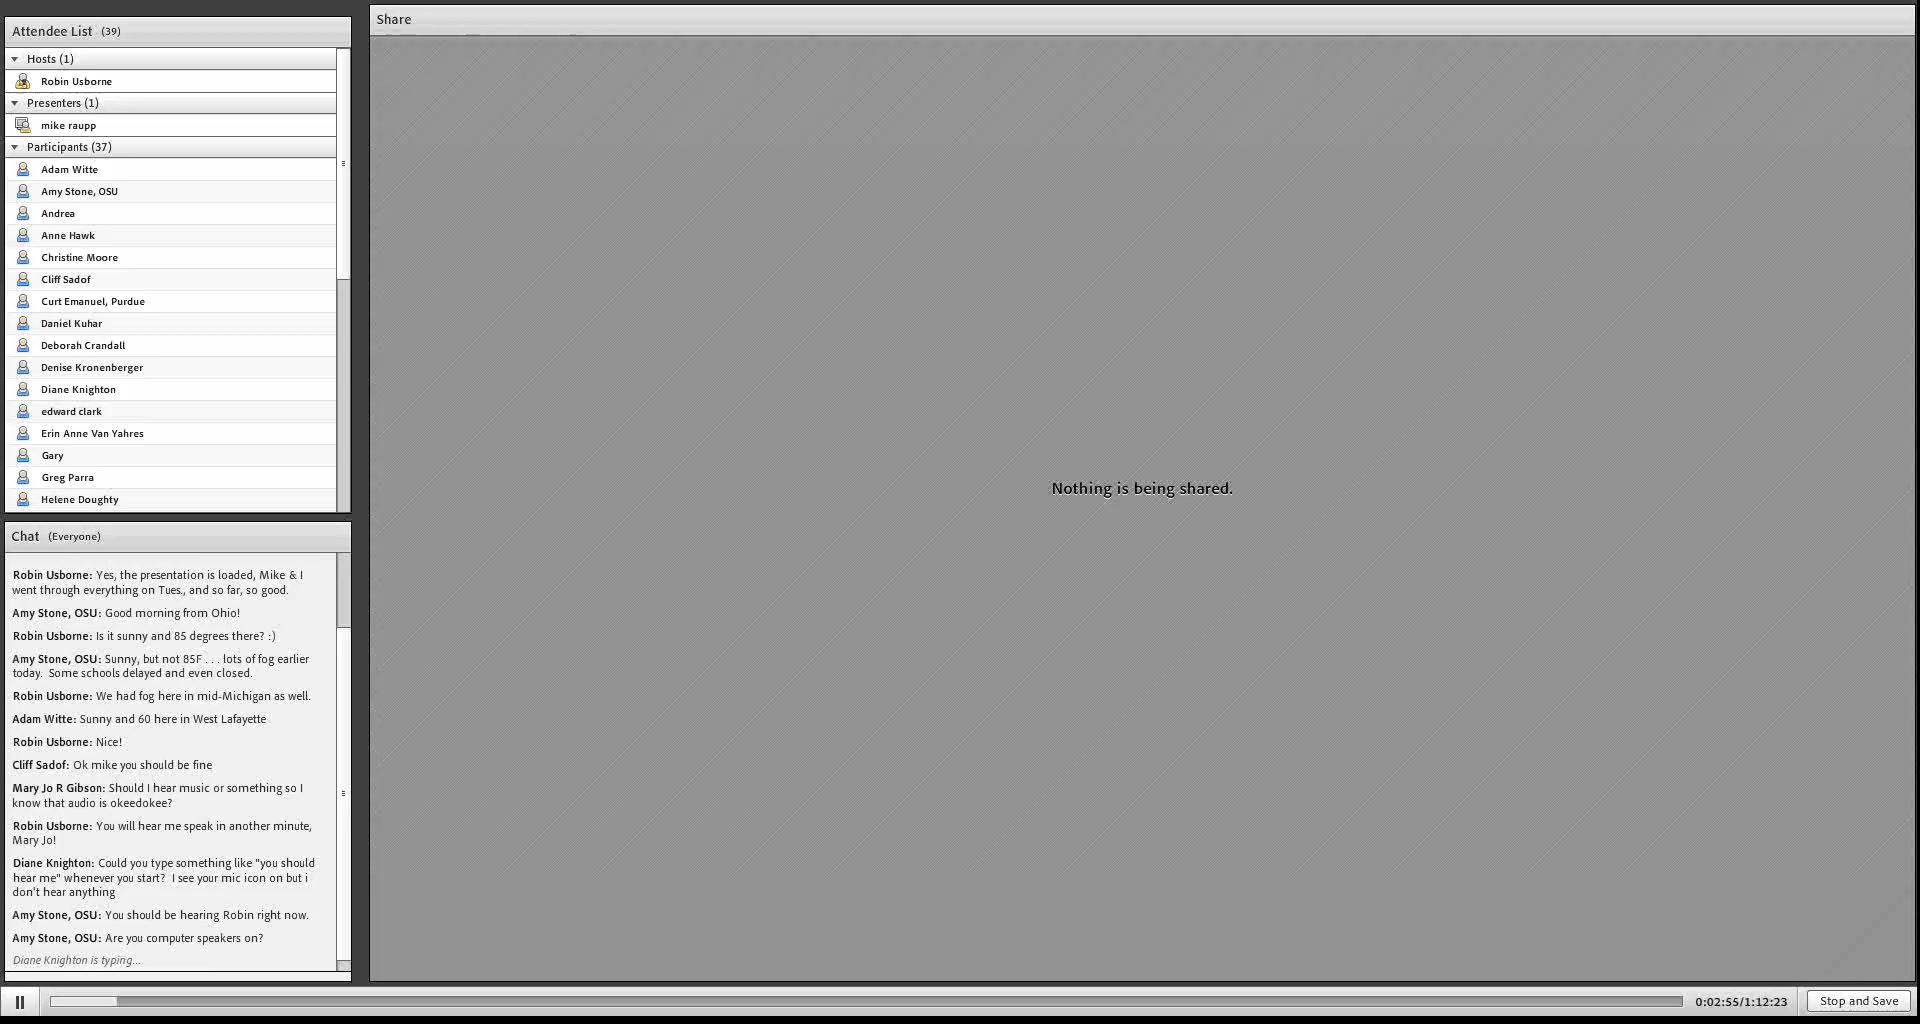 Attendee List (39)
Hosts (1)
Robin Usborne
Presenters (1)
mike raupp
Participants (37)
Adam Witte
Amy Stone, OSU
Andrea
Anne Hawk
Christine Moore
Cliff Sadof
Curt Emanuel, Purdue
Daniel Kuhar
Deborah Crandall
Denise Kronenberger
Diane Knighton
edward clark
Erin Anne Van Yahres
Gary
Greg Parra
Helene Doughty
Chat (Everyone)
Robin Usborne: Yes, the presentation is loaded, Mike & I
went through everything on Tues., and so far, so good.
Amy Stone, OSU: Good morning from Ohio!
Robin Usborne: Is it sunny and 85 degrees there? :)
Amy Stone, OSU: Sunny, but not 85F . . . lots of fog earlier
today.  Some schools delayed and even closed.
Robin Usborne: We had fog here in mid-Michigan as well.
Adam Witte: Sunny and 60 here in West Lafayette
Robin Usborne: Nice!
Cliff Sadof: Ok mike you should be fine
Mary Jo R Gibson: Should I hear music or something so I
know that audio is okeedokee?
Robin Usborne: You will hear me speak in another minute,
Mary Jo!
Diane Knighton: Could you type something like "you should
hear me" whenever you start?  I see your mic icon on but i
don't hear anything
Amy Stone, OSU: You should be hearing Robin right now.
Amy Stone, OSU: Are you computer speakers on?
Diane Knighton is typing...
Share
Nothing is being shared.
0:02:55/1:12:23
Stop and Save